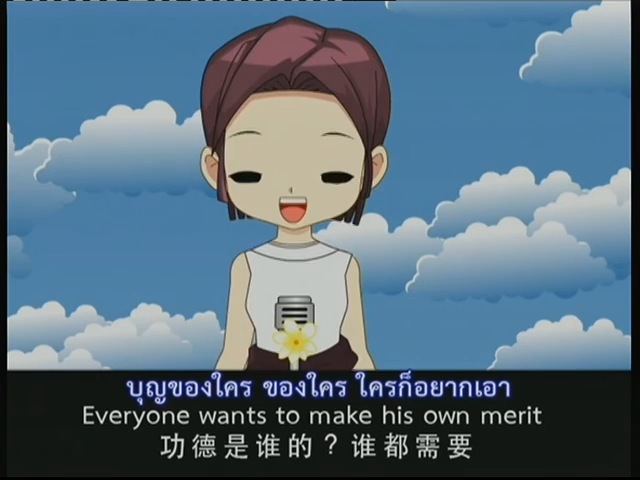 บุญของใคร ของใคร ใครก็อยากเอา
Everyone wants to make his own merit
功德是谁的？谁都需要